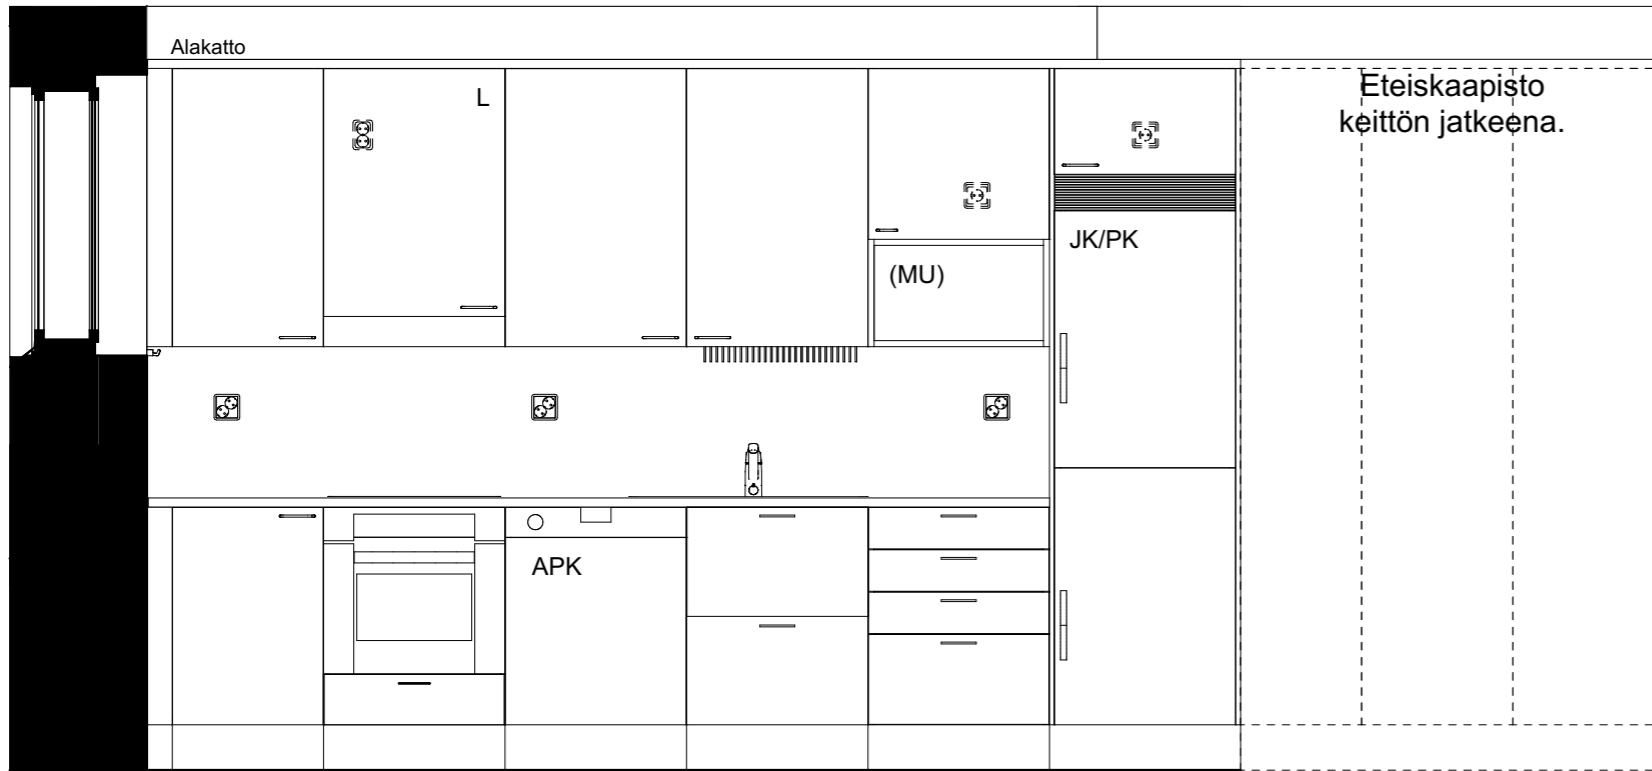 Alakatto
Eteiskaapisto
keittön jatkeena.
L
JK/PK
(MU)
APK